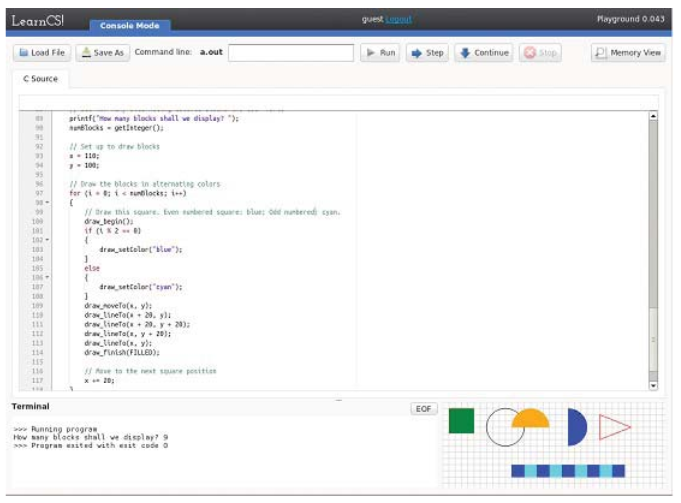 LearnCS!
Console Mode
guest Logout
Playground 0.043
Load File
Save As
Command line: a.out
Run
Step
Continue
Stop
Memory View
C Source
89 printf("How many blocks shall we display? ");
90 numBlocks = getInteger();
91
92 // Set up to draw blocks
93 x = 110;
94 y = 100;
95
96 // Draw the blocks in alternating colors
97 for (i = 0; i < numBlocks; i++)
98 {
99 // Draw this square. Even numbered square: blue; Odd numbered: cyan.
100 draw_begin();
101 if (i % 2 == 0)
102 {
103 draw_setColor("blue");
104 }
105 else
106 {
107 draw_setColor("cyan");
108 }
109 draw_moveTo(x, y);
110 draw_lineTo(x + 20, y);
111 draw_lineTo(x + 20, y + 20);
112 draw_lineTo(x, y + 20);
113 draw_lineTo(x, y);
114 draw_finish(FILLED);
115
116 // Move to the next square position
117 x += 20;
118 }
Terminal
EOF
>>> Running program
How many blocks shall we display? 9
>>> Program exited with exit code 0